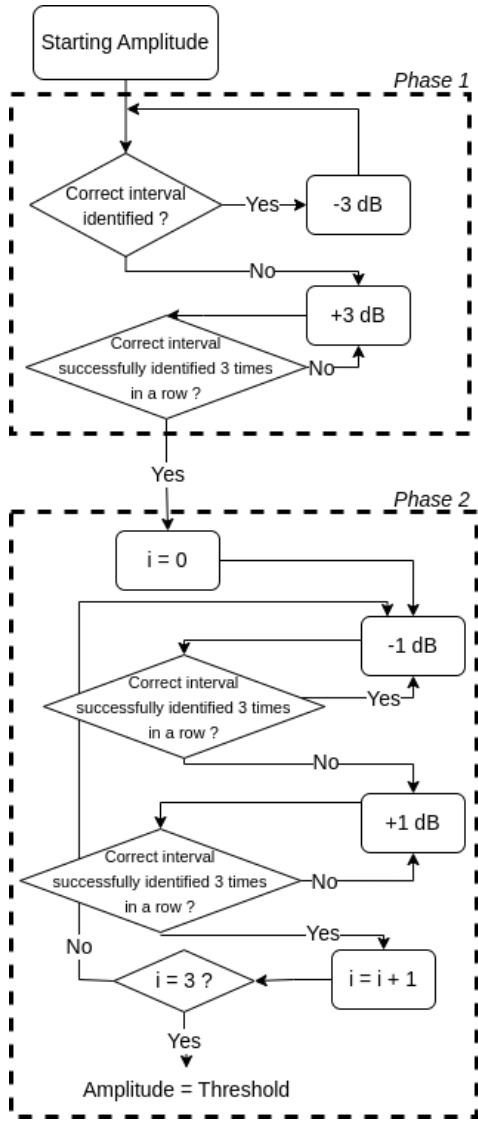 Starting Amplitude
Phase 1
Correct interval
identified ?
Yes
-3 dB
No
+3 dB
Correct interval
successfully identified 3 times
in a row ?
No
Yes
Phase 2
i = 0
-1 dB
Correct interval
successfully identified 3 times
in a row ?
Yes
No
+1 dB
Correct interval
successfully identified 3 times
in a row ?
No
Yes
No
i = 3 ?
i = i + 1
Yes
Amplitude = Threshold